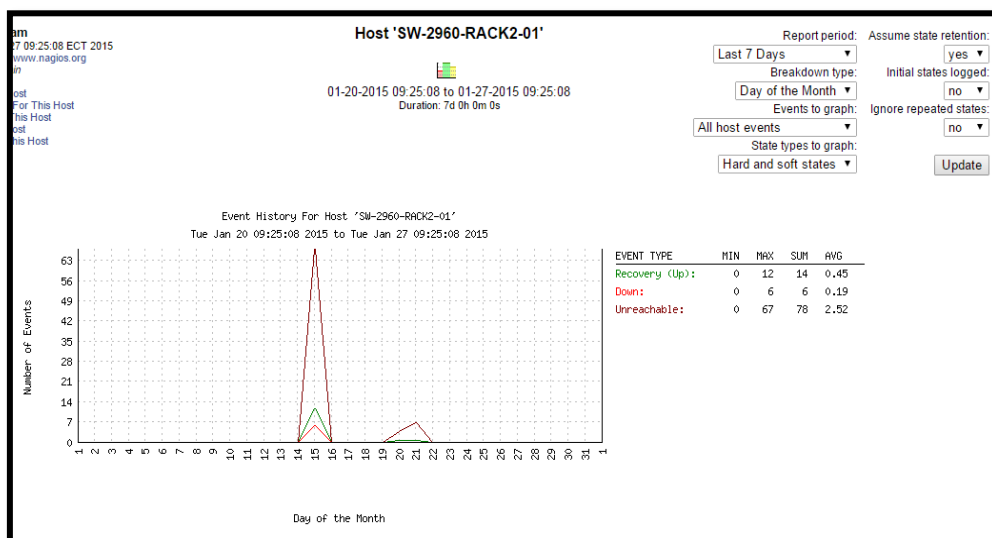 am
27 09:25:08 ECT 2015
www.nagios.org
in
ost
For This Host
This Host
ost
his Host
Host 'SW-2960-RACK2-01'
01-20-2015 09:25:08 to 01-27-2015 09:25:08
Duration: 7d 0h 0m 0s
Report period: Assume state retention:
Last 7 Days yes
Breakdown type: Initial states logged:
Day of the Month no
Events to graph: Ignore repeated states:
All host events no
State types to graph:
Hard and soft states Update
Event History For Host 'SW-2960-RACK2-01'
Tue Jan 20 09:25:08 2015 to Tue Jan 27 09:25:08 2015
Number of Events
63
56
49
42
35
28
21
14
7
0
1 2 3 4 5 6 7 8 9 10 11 12 13 14 15 16 17 18 19 20 21 22 23 24 25 26 27 28 29 30 31 1
Day of the Month
EVENT TYPE MIN MAX SUM AVG
Recovery (Up): 0 12 14 0.45
Down: 0 6 6 0.19
Unreachable: 0 67 78 2.52